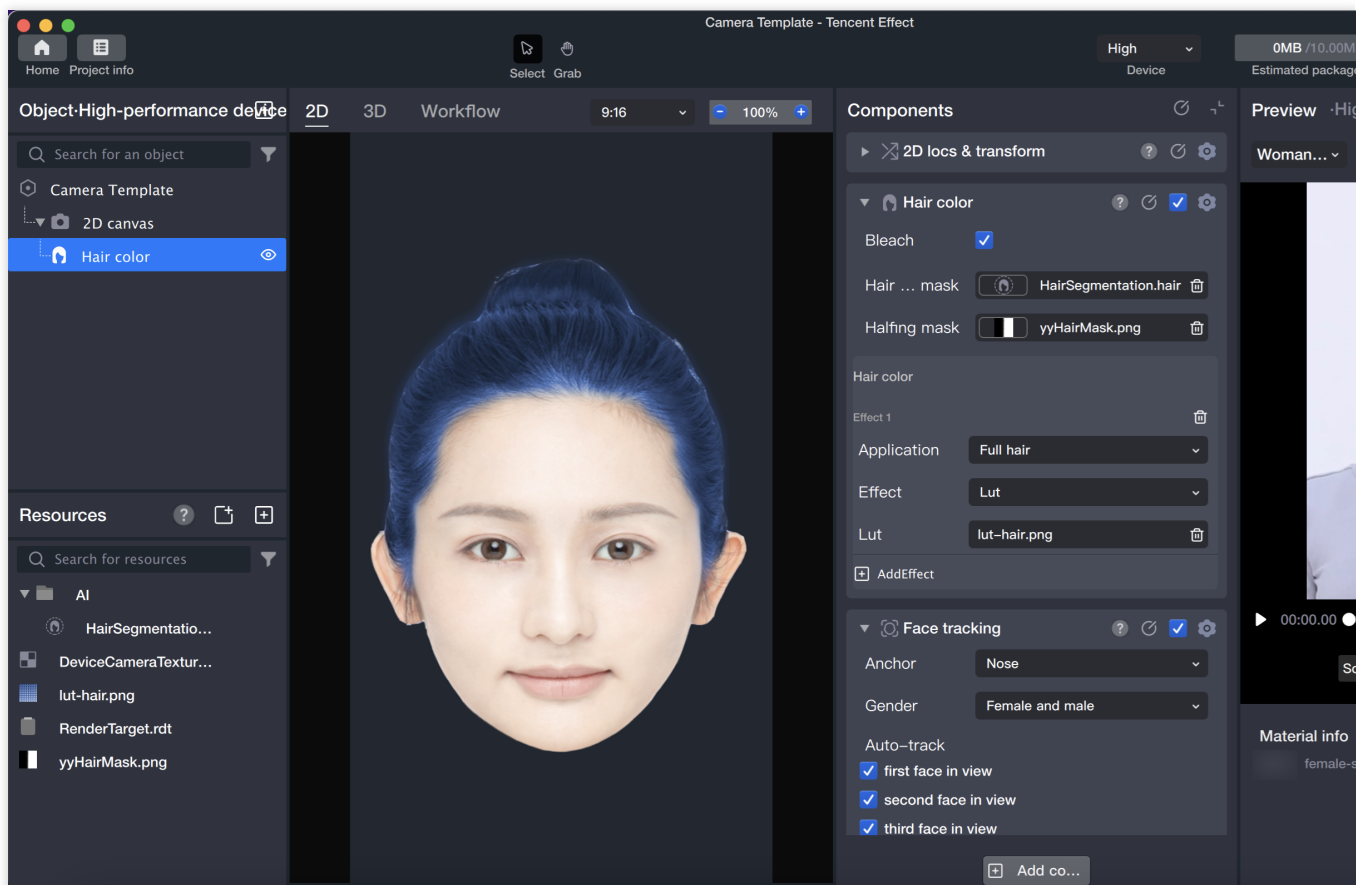 Camera Template - Tencent Effect
Home
Project info
Select
Grab
High
Device
0MB /10.00M
Estimated package
Object·High-performance device
Search for an object
Camera Template
2D canvas
Hair color
Resources
Search for resources
AI
HairSegmentatio...
DeviceCameraTextur...
lut-hair.png
RenderTarget.rdt
yyHairMask.png
2D
3D
Workflow
9:16
100%
Components
2D locs & transform
Hair color
Bleach
Hair ... mask
HairSegmentation.hair
Halfing mask
yyHairMask.png
Hair color
Effect 1
Application
Full hair
Effect
Lut
Lut
lut-hair.png
AddEffect
Face tracking
Anchor
Nose
Gender
Female and male
Auto-track
first face in view
second face in view
third face in view
Add co...
Preview
·Hig
Woman...
00:00.00
Sc
Material info
female-s